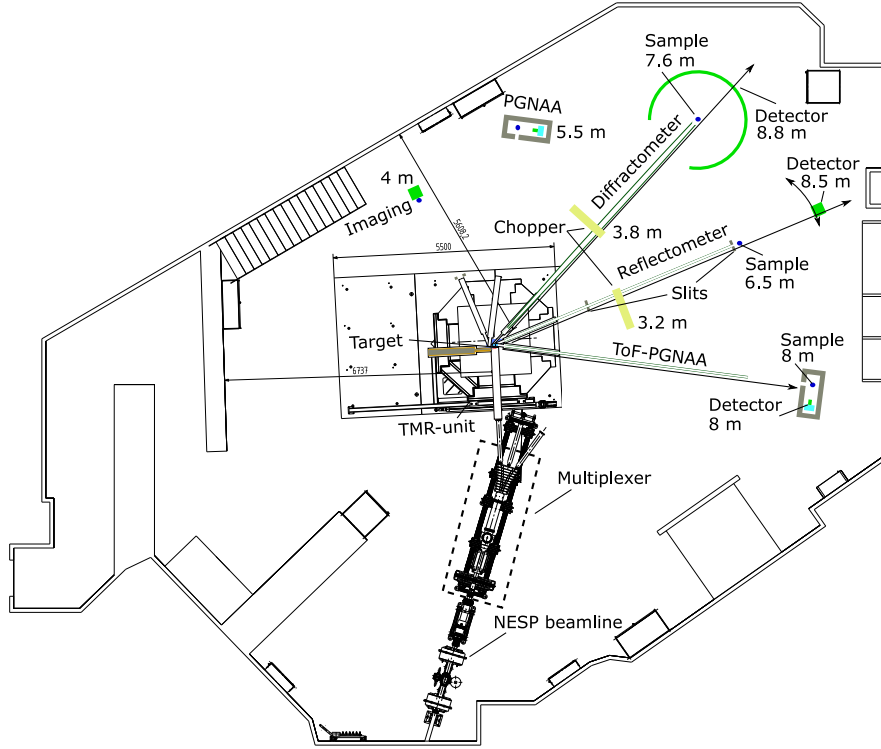 Sample
7.6 m
PGNAA
5.5 m
Detector
8.8 m
Diffractometer
Detector
8.5 m
4 m
Imaging
5608.2
Chopper
3.8 m
Reflectometer
5500
Sample
6.5 m
Slits
3.2 m
Target
ToF-PGNAA
Sample
8 m
6737
Detector
8 m
TMR-unit
Multiplexer
NESP beamline